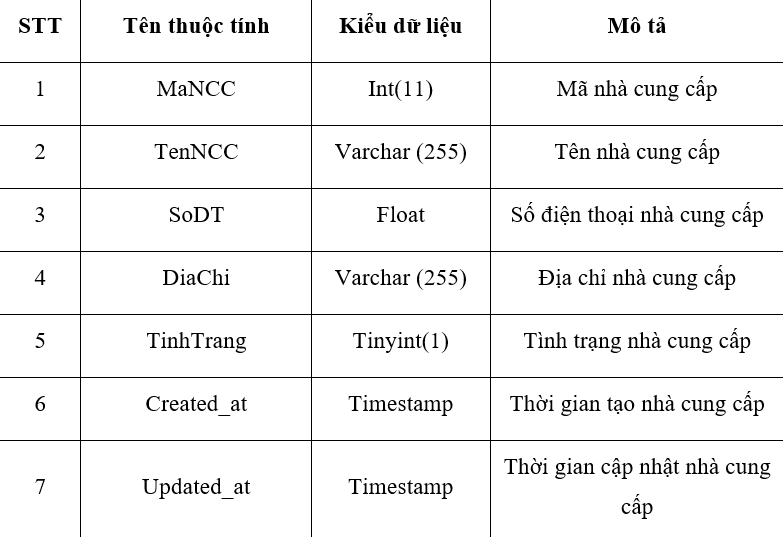 STT Tên thuộc tính Kiểu dữ liệu Mô tả
1 MaNCC Int(11) Mã nhà cung cấp
2 TenNCC Varchar (255) Tên nhà cung cấp
3 SoDT Float Số điện thoại nhà cung cấp
4 DiaChi Varchar (255) Địa chỉ nhà cung cấp
5 TinhTrang Tinyint(1) Tình trạng nhà cung cấp
6 Created_at Timestamp Thời gian tạo nhà cung cấp
7 Updated_at Timestamp Thời gian cập nhật nhà cung
cấp